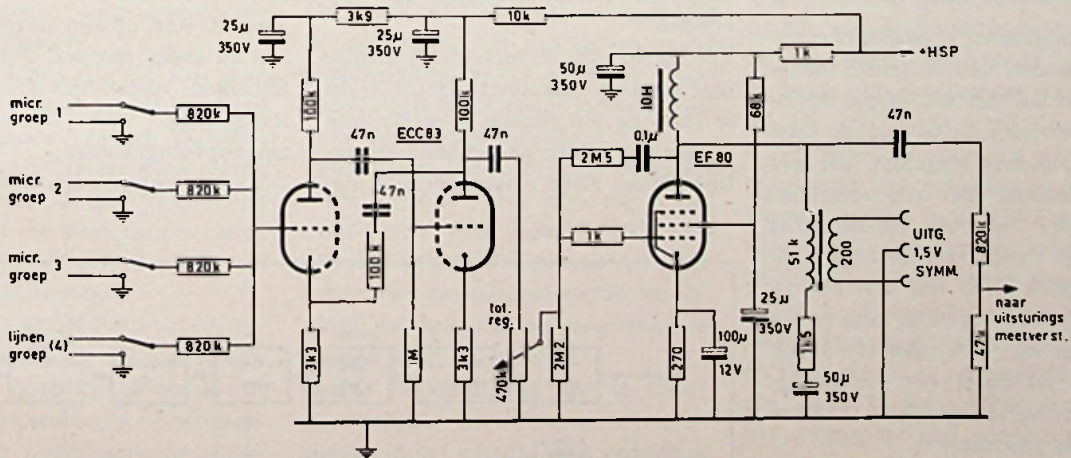 25µ
350V
3k9
25µ
350V
10k
1k
+HSP
50µ
350V
10H
68k
100k
100k
micr.
groep 1
820k
47n
ECC83
47n
0,1µ
2M5
EF 80
47n
micr.
groep 2
820k
47n
1k
820k
UITG.
1,5V
SYMM.
51k
200
micr.
groep 3
820k
100k
25µ
350V
naar
uitsturings
meetverst.
tot.
reg.
lijnen
groep (4)
820k
3k3
1M
3k3
470k
2M2
270
100µ
12V
1k5
47k
50µ
350V